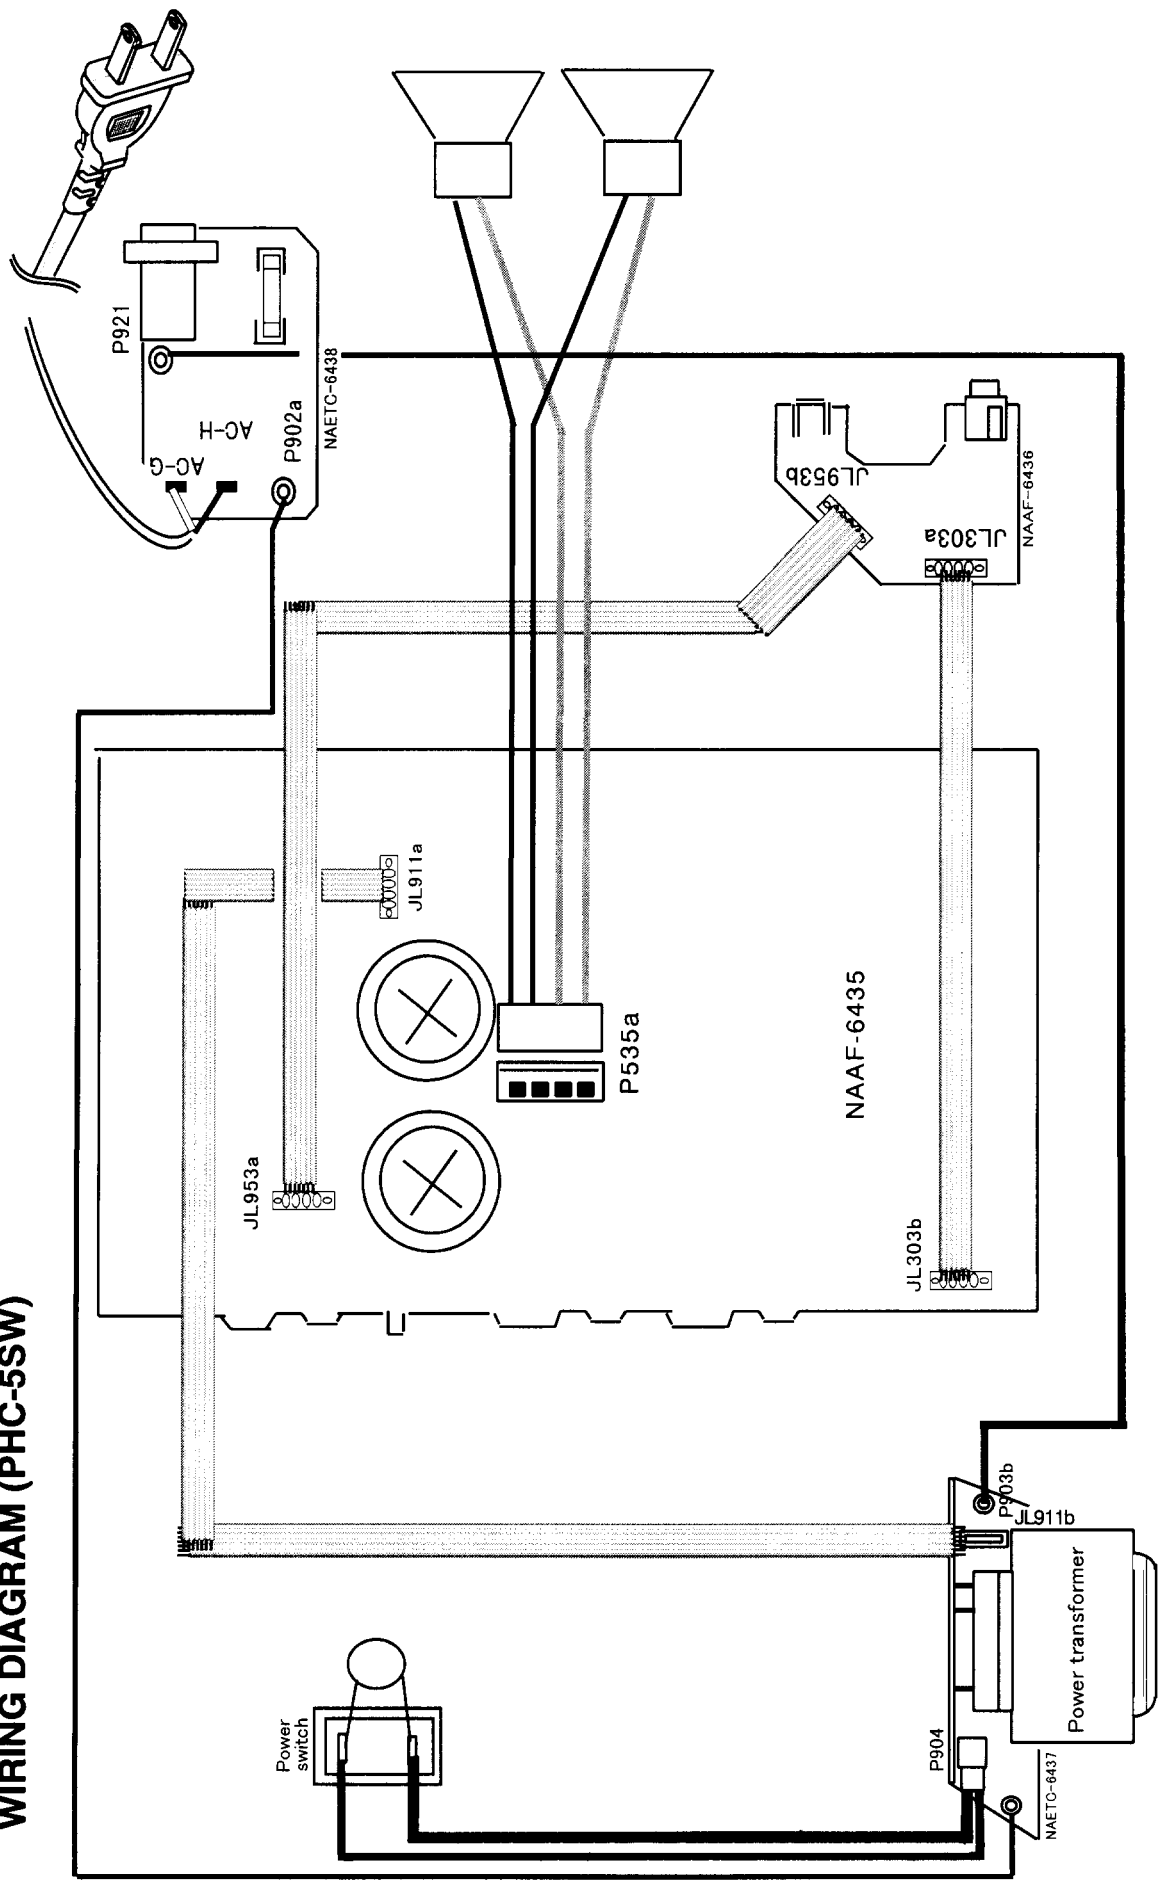 WIRING DIAGRAM (PHC-5SW)
P921
AC-H
AC-G
P902a
NAETC-6438
JL953b
JL303a
NAAF-6436
JL911a
JL953a
P535a
NAAF-6435
JL303b
P903b
JL911b
Power
switch
P904
Power transformer
NAETC-6437